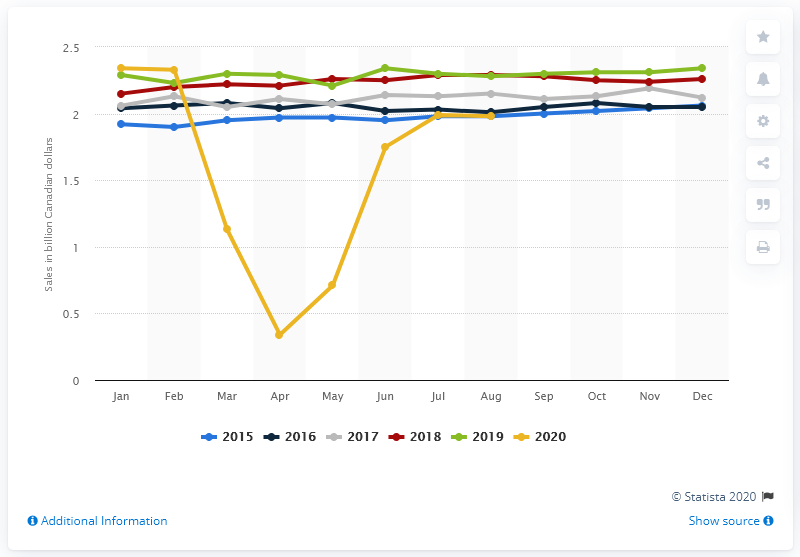 2.5
2
1.5
1
0.5
0
Sales in billion Canadian dollars
Jan Feb Mar Apr May Jun Jul Aug Sep Oct Nov Dec
2015 2016 2017 2018 2019 2020
© Statista 2020
Additional Information
Show source